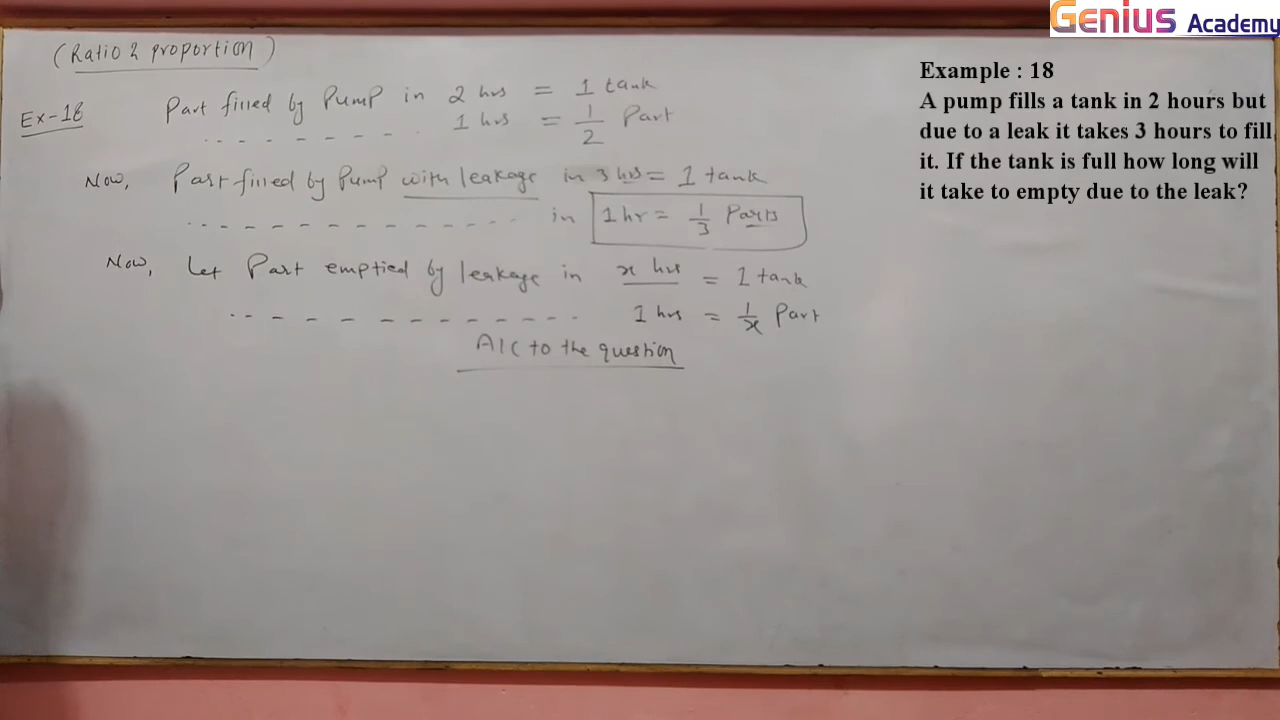 Genius Academy
(Ratio & proportion)
Ex-18
Part filled by Pump in 2 hrs = 1 tank
- - - - - - - - 1 hrs = 1/2 Part
Now, Part filled by Pump with leakage in 3 hrs = 1 tank
- - - - - - - - - - - - - in 1 hr = 1/3 Parts
Now, Let Part emptied by leakage in x hrs = 1 tank
- - - - - - - - - - - - - 1 hrs = 1/x Part
A/C to the question
Example : 18
A pump fills a tank in 2 hours but
due to a leak it takes 3 hours to fill
it. If the tank is full how long will
it take to empty due to the leak?